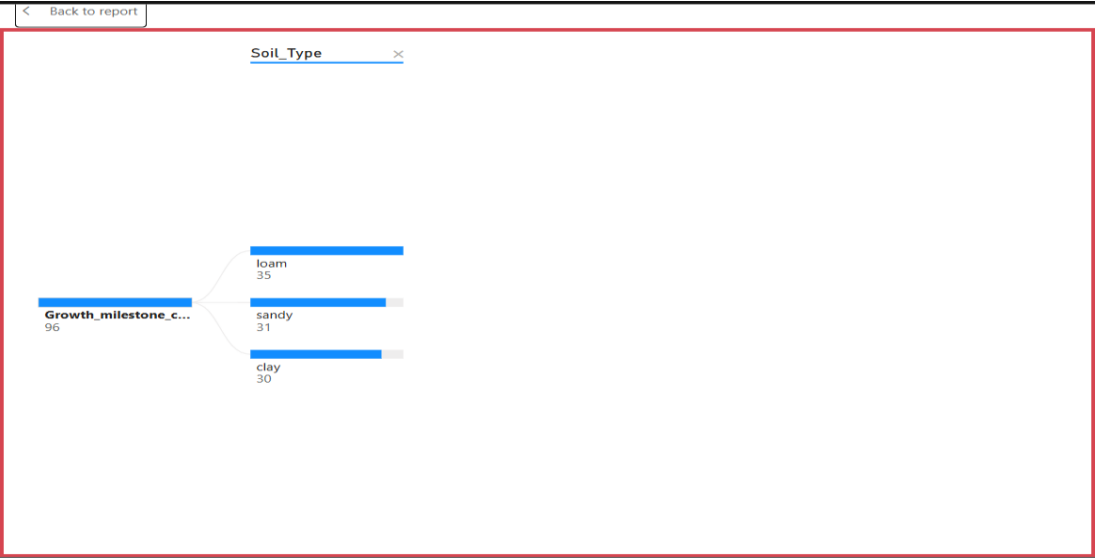 < Back to report
Soil_Type ×
loam
35
Growth_milestone_c...
96
sandy
31
clay
30